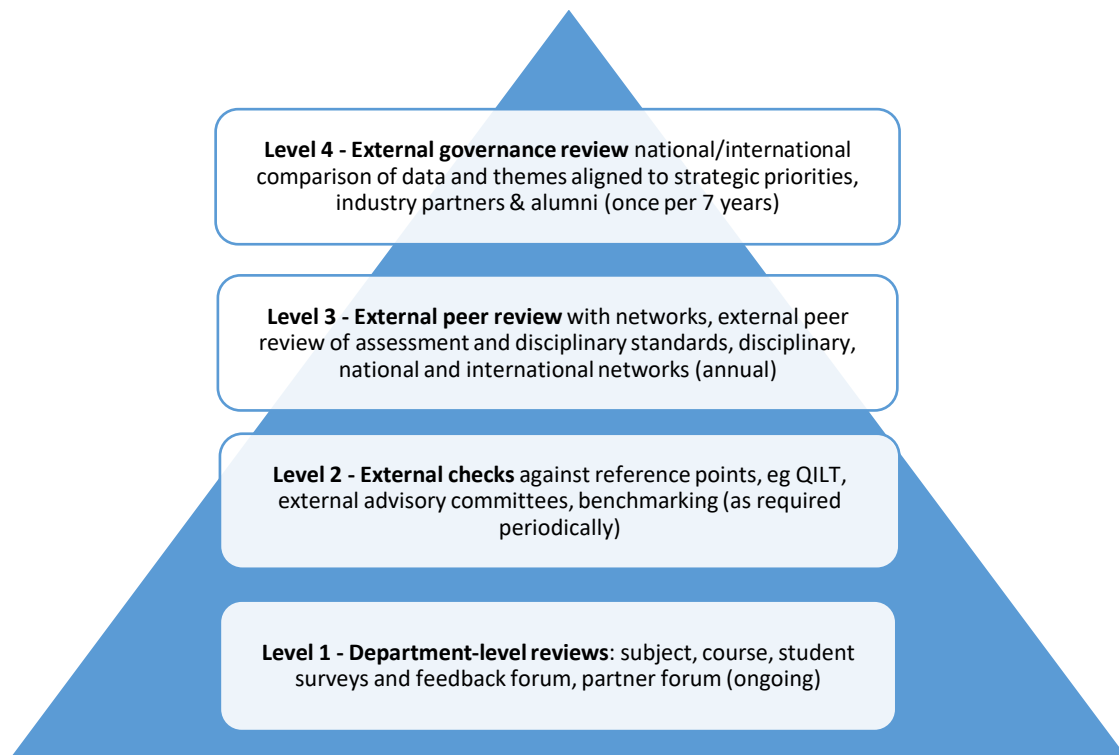 Level 4 - External governance review national/international
comparison of data and themes aligned to strategic priorities,
industry partners & alumni (once per 7 years)
Level 3 - External peer review with networks, external peer
review of assessment and disciplinary standards, disciplinary,
national and international networks (annual)
Level 2 - External checks against reference points, eg QILT,
external advisory committees, benchmarking (as required
periodically)
Level 1 - Department-level reviews: subject, course, student
surveys and feedback forum, partner forum (ongoing)